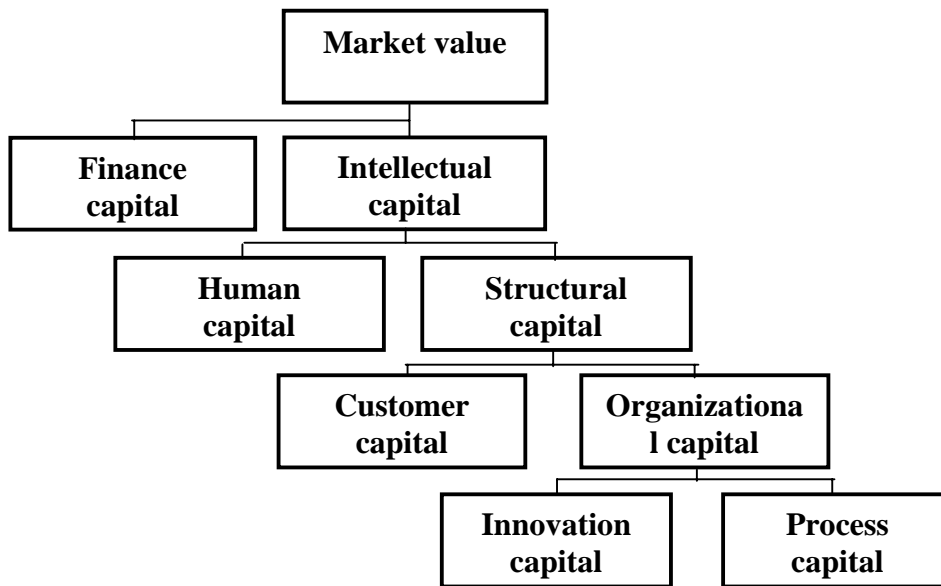 Market value
Finance
capital
Intellectual
capital
Human
capital
Structural
capital
Customer
capital
Organizationa
l capital
Innovation
capital
Process
capital